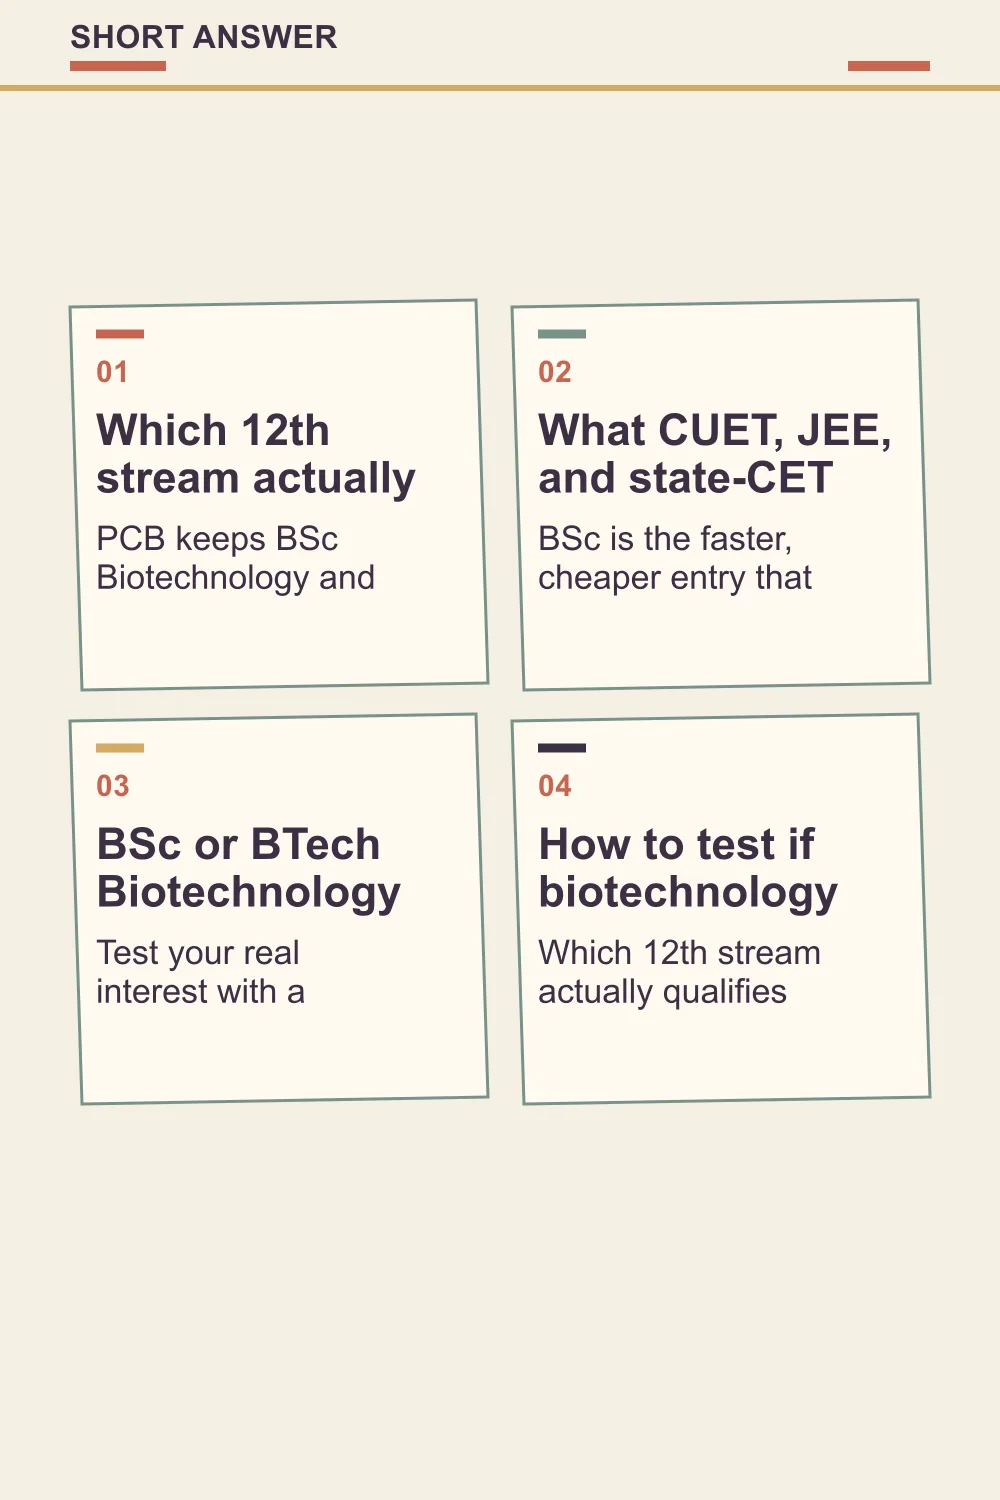 SHORT ANSWER
01
Which 12th
stream actually
PCB keeps BSc
Biotechnology and
02
What CUET, JEE,
and state-CET
BSc is the faster,
cheaper entry that
03
BSc or BTech
Biotechnology
Test your real
interest with a
04
How to test if
biotechnology
Which 12th stream
actually qualifies